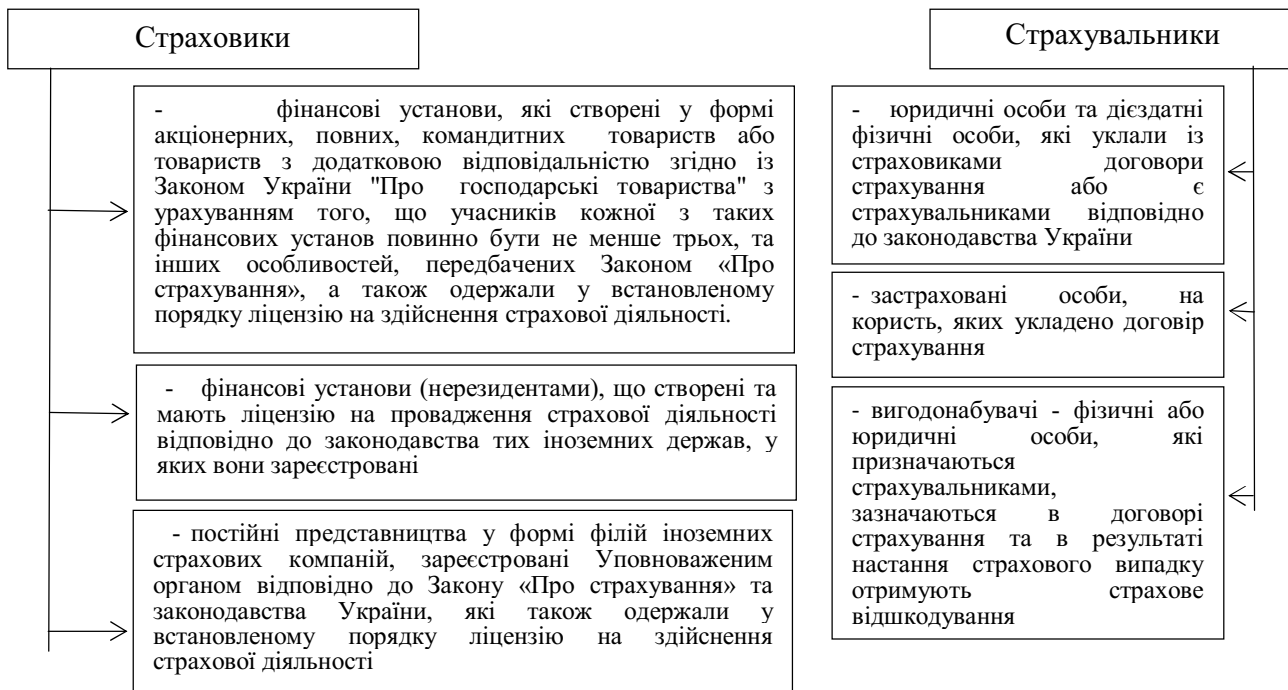 Страховики
- фінансові установи, які створені у формі
акціонерних, повних, командитних товариств або
товариств з додатковою відповідальністю згідно із
Законом України "Про господарські товариства" з
урахуванням того, що учасників кожної з таких
фінансових установ повинно бути не менше трьох, та
інших особливостей, передбачених Законом «Про
страхування», а також одержали у встановленому
порядку ліцензію на здійснення страхової діяльності.
- фінансові установи (нерезидентами), що створені та
мають ліцензію на провадження страхової діяльності
відповідно до законодавства тих іноземних держав, у
яких вони зареєстровані
- постійні представництва у формі філій іноземних
страхових компаній, зареєстровані Уповноваженим
органом відповідно до Закону «Про страхування» та
законодавства України, які також одержали у
встановленому порядку ліцензію на здійснення
страхової діяльності
Страхувальники
- юридичні особи та дієздатні
фізичні особи, які уклали із
страховиками договори
страхування або є
страхувальниками відповідно
до законодавства України
- застраховані особи, на
користь, яких укладено договір
страхування
- вигодонабувачі - фізичні або
юридичні особи, які
призначаються
страхувальниками,
зазначаються в договорі
страхування та в результаті
настання страхового випадку
отримують страхове
відшкодування